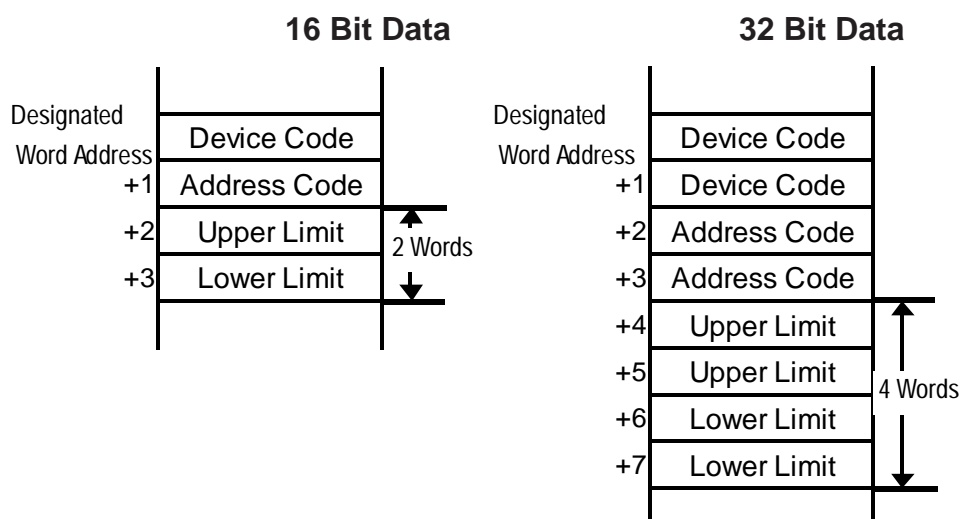 16 Bit Data
Designated
Word Address
Device Code
+1 Address Code
+2 Upper Limit
+3 Lower Limit
2 Words
32 Bit Data
Designated
Word Address
Device Code
+1 Device Code
+2 Address Code
+3 Address Code
+4 Upper Limit
+5 Upper Limit
+6 Lower Limit
+7 Lower Limit
4 Words